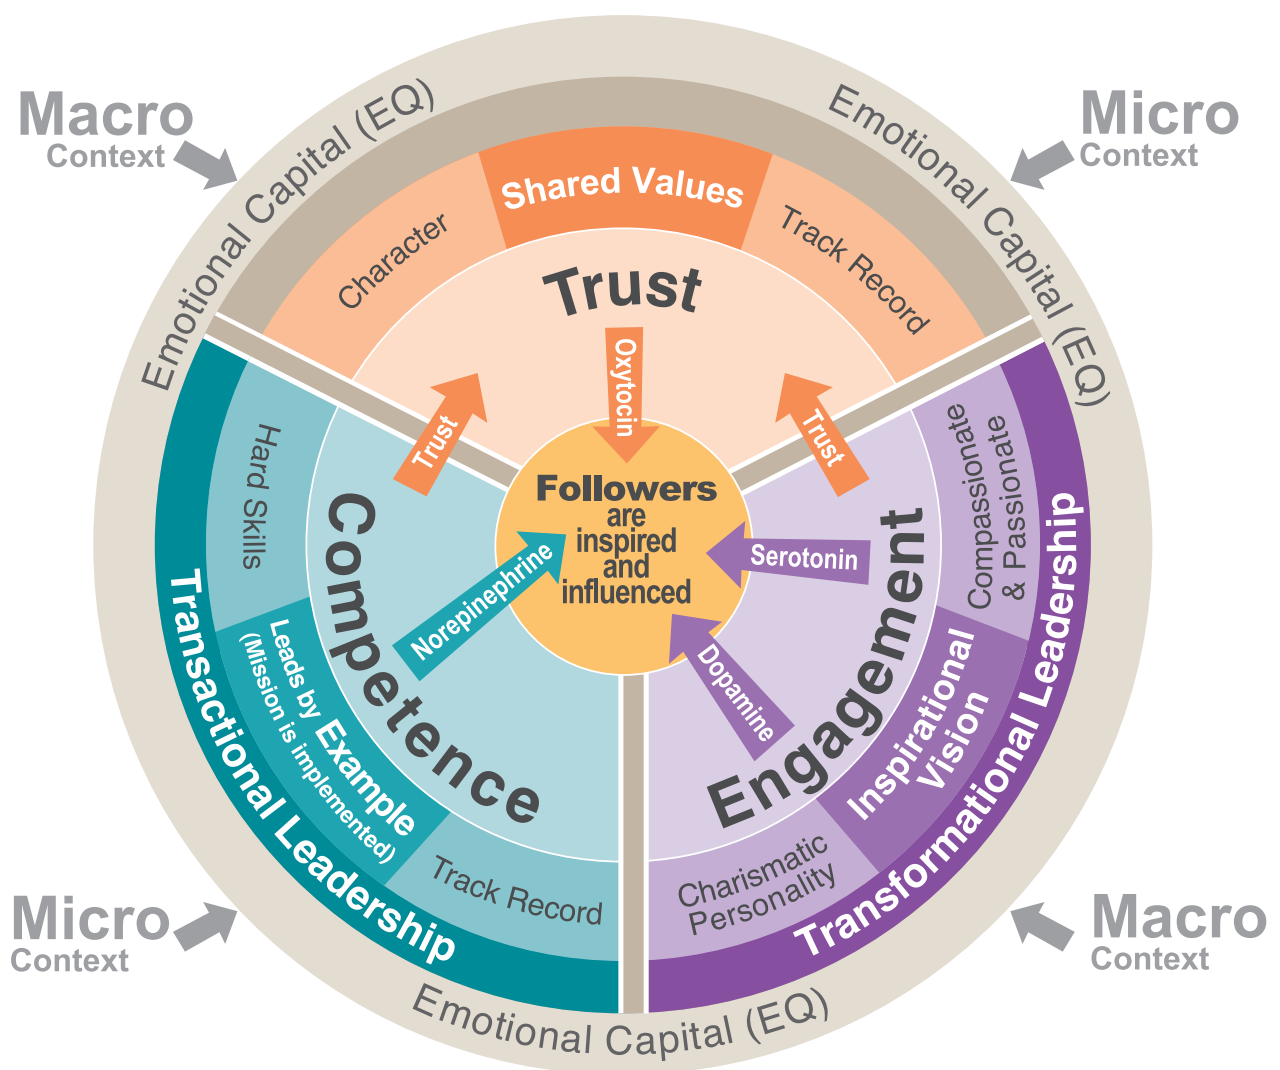 Macro
Context
Micro
Context
Emotional Capital (EQ)
Emotional Capital (EQ)
Shared Values
Character
Track Record
Trust
Oxytocin
Trust
Trust
Followers
are
inspired
and
influenced
Hard Skills
Competence
Norepinephrine
Leads by Example
(Mission is implemented)
Track Record
Transactional Leadership
Compassionate
& Passionate
Serotonin
Dopamine
Engagement
Inspirational
Vision
Charismatic
Personality
Transformational Leadership
Micro
Context
Macro
Context
Emotional Capital (EQ)